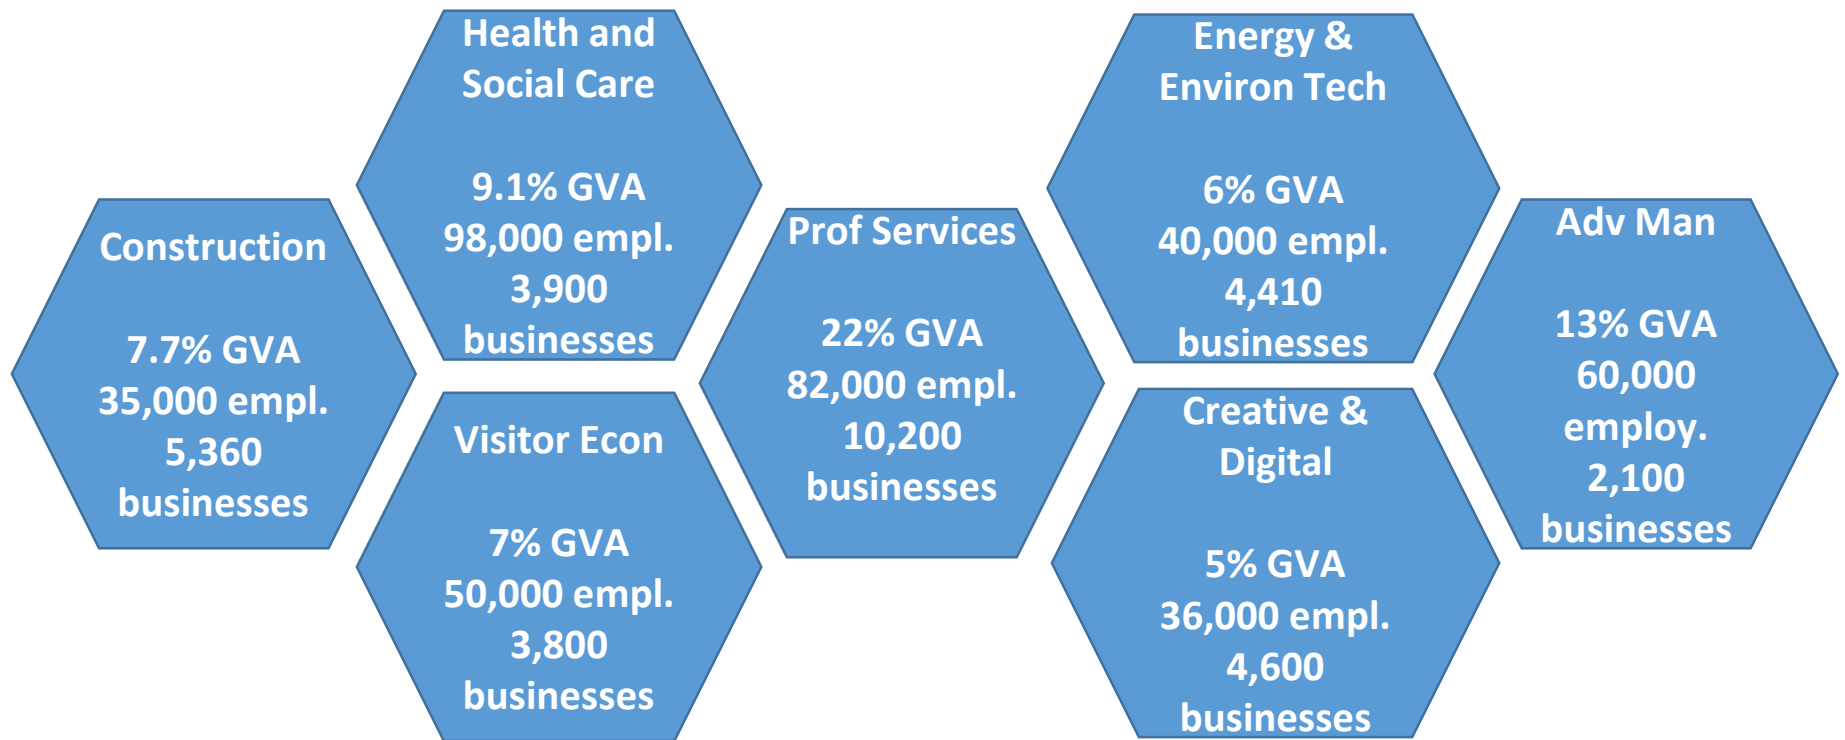 Construction
7.7% GVA
35,000 empl.
5,360
businesses
Health and
Social Care
9.1% GVA
98,000 empl.
3,900
businesses
Visitor Econ
7% GVA
50,000 empl.
3,800
businesses
Prof Services
22% GVA
82,000 empl.
10,200
businesses
Energy &
Environ Tech
6% GVA
40,000 empl.
4,410
businesses
Creative &
Digital
5% GVA
36,000 empl.
4,600
businesses
Adv Man
13% GVA
60,000
employ.
2,100
businesses